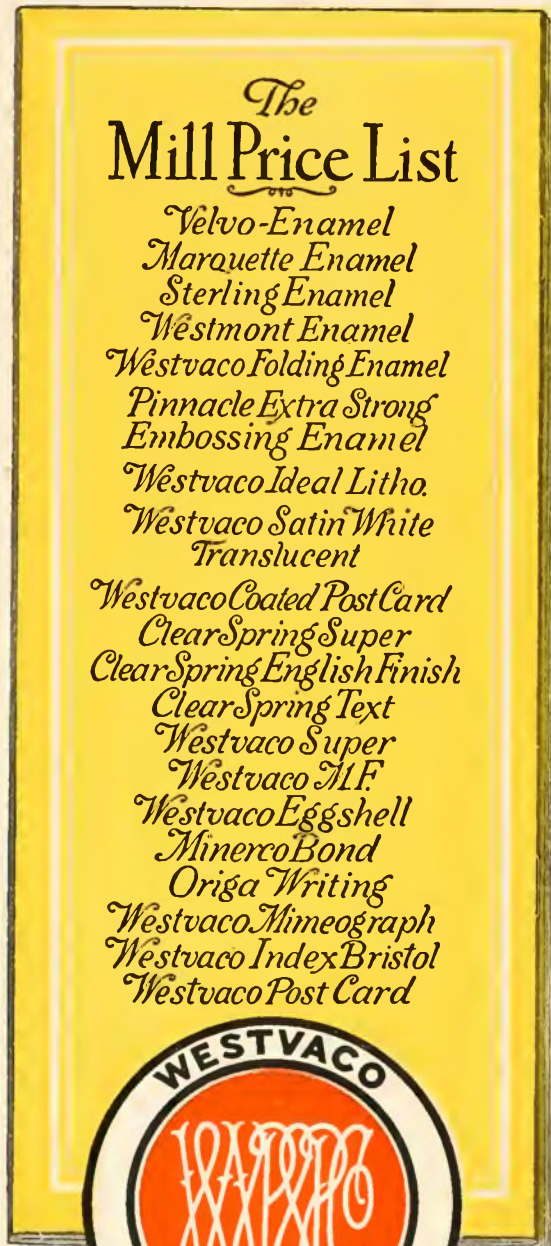 The
Mill Price List
Velvo-Enamel
Marquette Enamel
Sterling Enamel
Westmont Enamel
Westvaco Folding Enamel
Pinnacle Extra Strong
Embossing Enamel
Westvaco Ideal Litho.
Westvaco Satin White
Translucent
Westvaco Coated Post Card
Clear Spring Super
Clear Spring English Finish
Clear Spring Text
Westvaco Super
Westvaco M.F.
Westvaco Eggshell
Minerco Bond
Origa Writing
Westvaco Mimeograph
Westvaco Index Bristol
Westvaco Post Card
WESTVACO